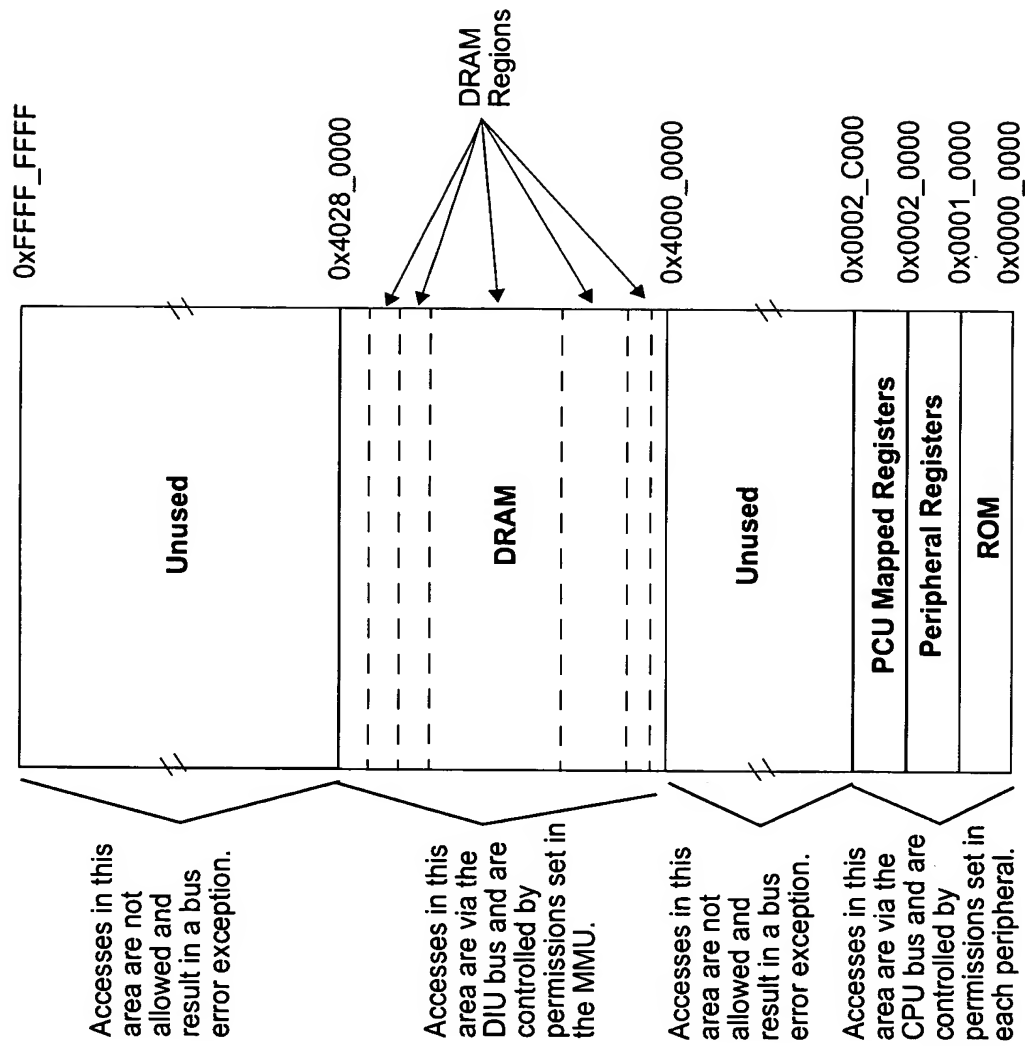 0xFFFF_FFFF
Unused
Accesses in this
area are not
allowed and
result in a bus
error exception.
0x4028_0000
DRAM
Regions
DRAM
Accesses in this
area are via the
DIU bus and are
controlled by
permissions set in
the MMU.
0x4000_0000
Unused
Accesses in this
area are not
allowed and
result in a bus
error exception.
0x0002_C000
PCU Mapped Registers
0x0002_0000
Peripheral Registers
0x0001_0000
ROM
0x0000_0000
Accesses in this
area are via the
CPU bus and are
controlled by
permissions set in
each peripheral.